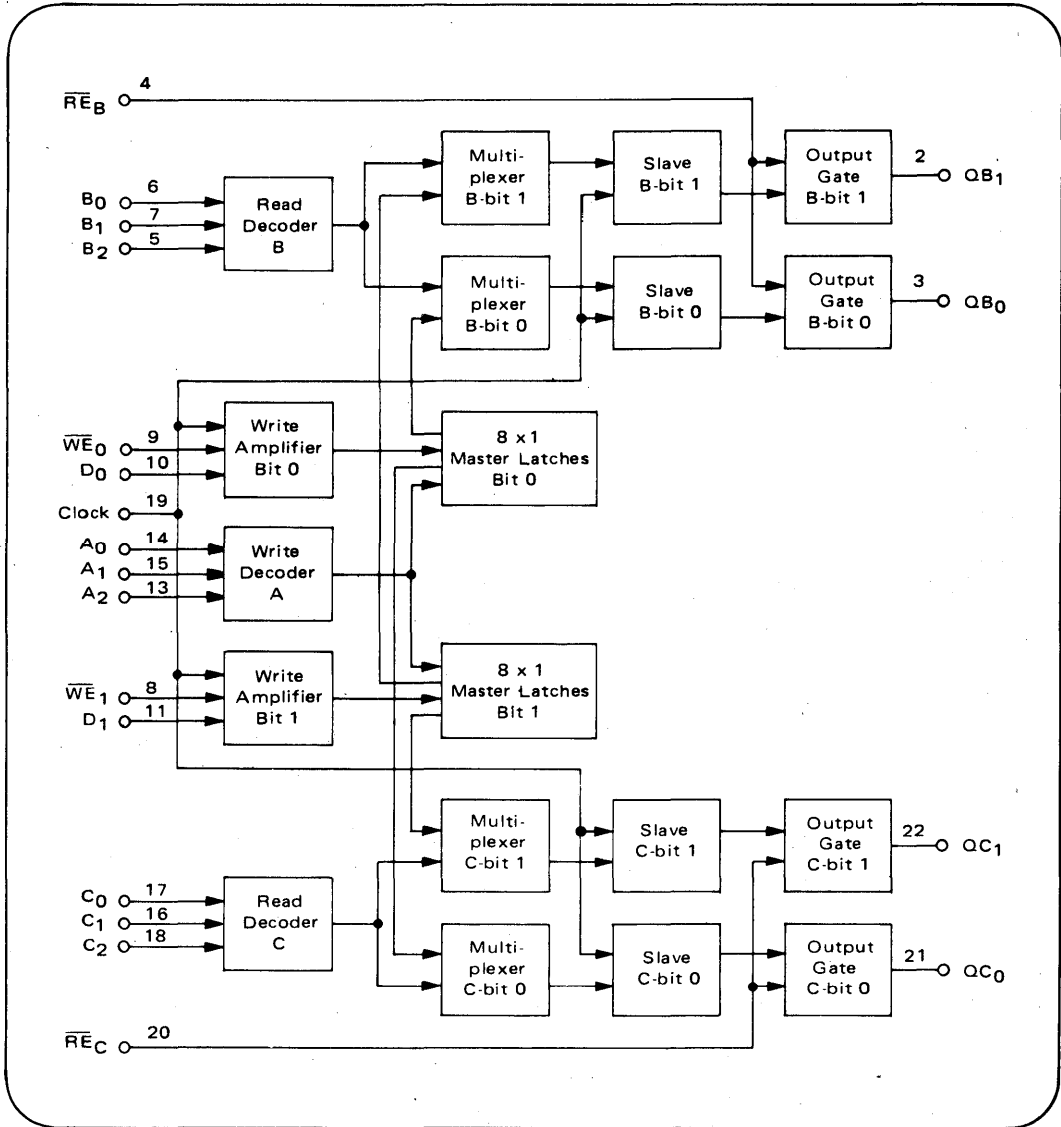 4
R̅E̅B
6
B0
7
B1
5
B2
Read
Decoder
B
Multi-
plexer
B-bit 1
Slave
B-bit 1
Output
Gate
B-bit 1
2
QB1
Multi-
plexer
B-bit 0
Slave
B-bit 0
Output
Gate
B-bit 0
3
QB0
9
W̅E̅0
10
D0
Write
Amplifier
Bit 0
8 x 1
Master Latches
Bit 0
Clock
19
14
A0
15
A1
13
A2
Write
Decoder
A
8
W̅E̅1
11
D1
Write
Amplifier
Bit 1
8 x 1
Master Latches
Bit 1
Multi-
plexer
C-bit 1
Slave
C-bit 1
Output
Gate
C-bit 1
22
QC1
17
C0
16
C1
18
C2
Read
Decoder
C
Multi-
plexer
C-bit 0
Slave
C-bit 0
Output
Gate
C-bit 0
21
QC0
20
R̅E̅C